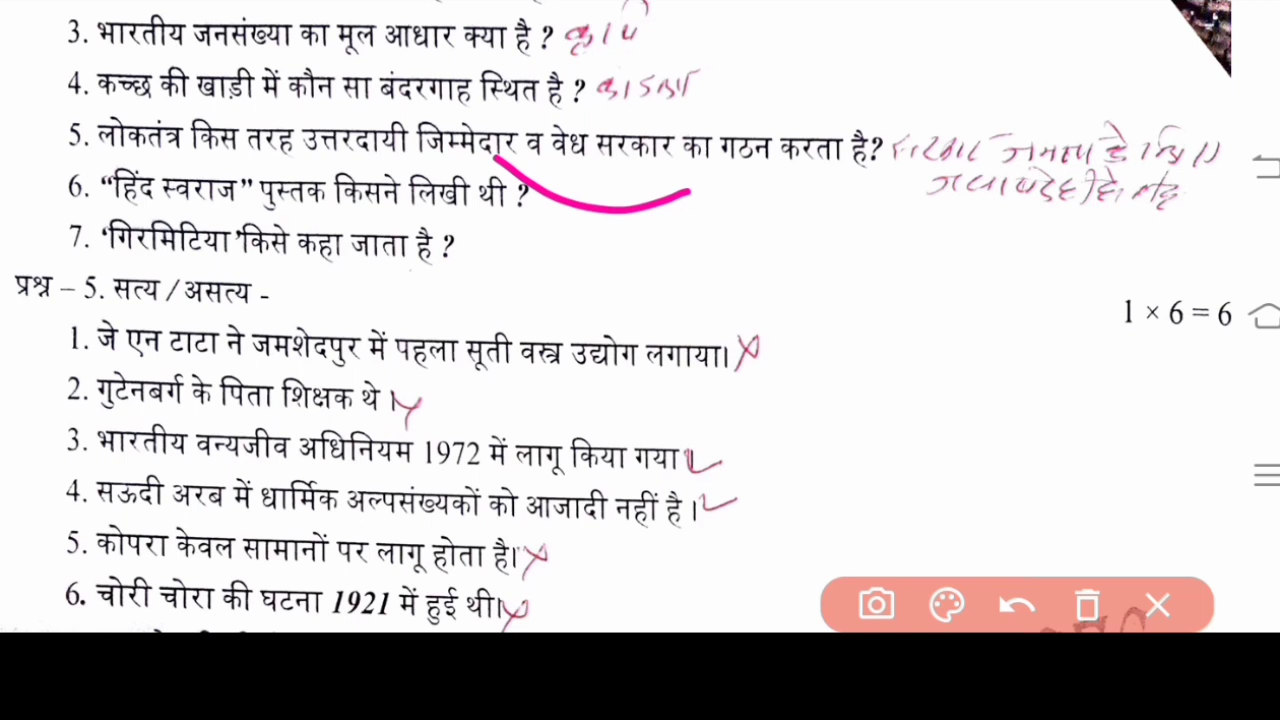 3. भारतीय जनसंख्या का मूल आधार क्या है ?
4. कच्छ की खाड़ी में कौन सा बंदरगाह स्थित है ?
5. लोकतंत्र किस तरह उत्तरदायी जिम्मेदार व वेध सरकार का गठन करता है?
6. “हिंद स्वराज” पुस्तक किसने लिखी थी ?
7. ‘गिरमिटिया ’किसे कहा जाता है ?
प्रश्न – 5. सत्य / असत्य -
1 × 6 = 6
1. जे एन टाटा ने जमशेदपुर में पहला सूती वस्त्र उद्योग लगाया।
2. गुटेनबर्ग के पिता शिक्षक थे ।
3. भारतीय वन्यजीव अधिनियम 1972 में लागू किया गया।
4. सऊदी अरब में धार्मिक अल्पसंख्यकों को आजादी नहीं है ।
5. कोपरा केवल सामानों पर लागू होता है।
6. चोरी चोरा की घटना 1921 में हुई थी।